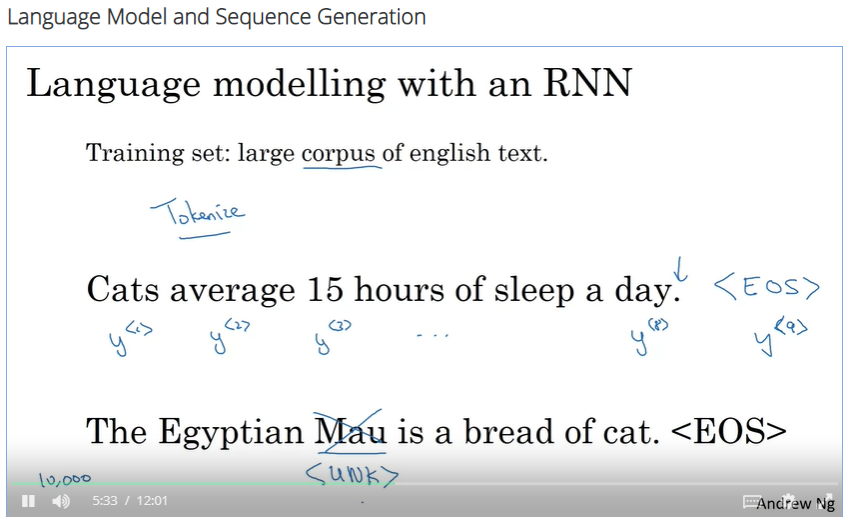 Language Model and Sequence Generation
Language modelling with an RNN
Training set: large corpus of english text.
Tokenize
Cats average 15 hours of sleep a day. <EOS>
y<1> y<2> y<3> ... y<8> y<9>
The Egyptian Mau is a bread of cat. <EOS>
10,000 <UNK>
5:33 / 12:01 Andrew Ng